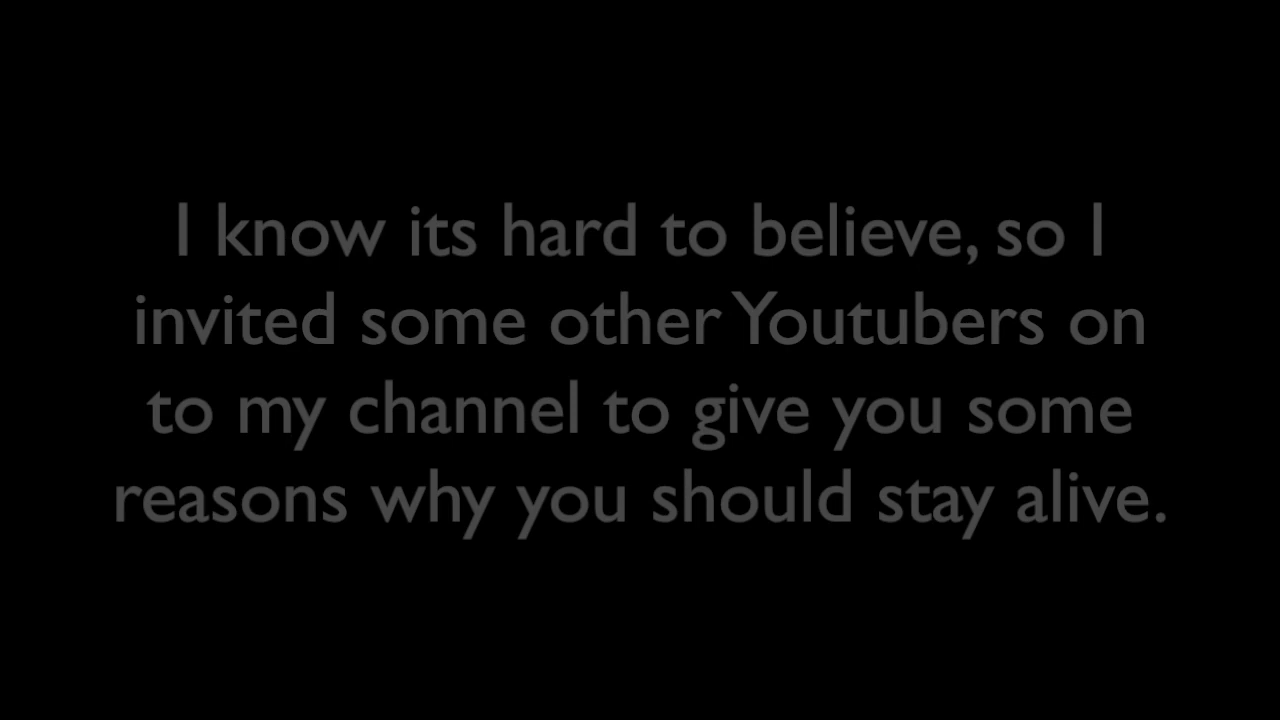 I know its hard to believe, so I
invited some other Youtubers on
to my channel to give you some
reasons why you should stay alive.